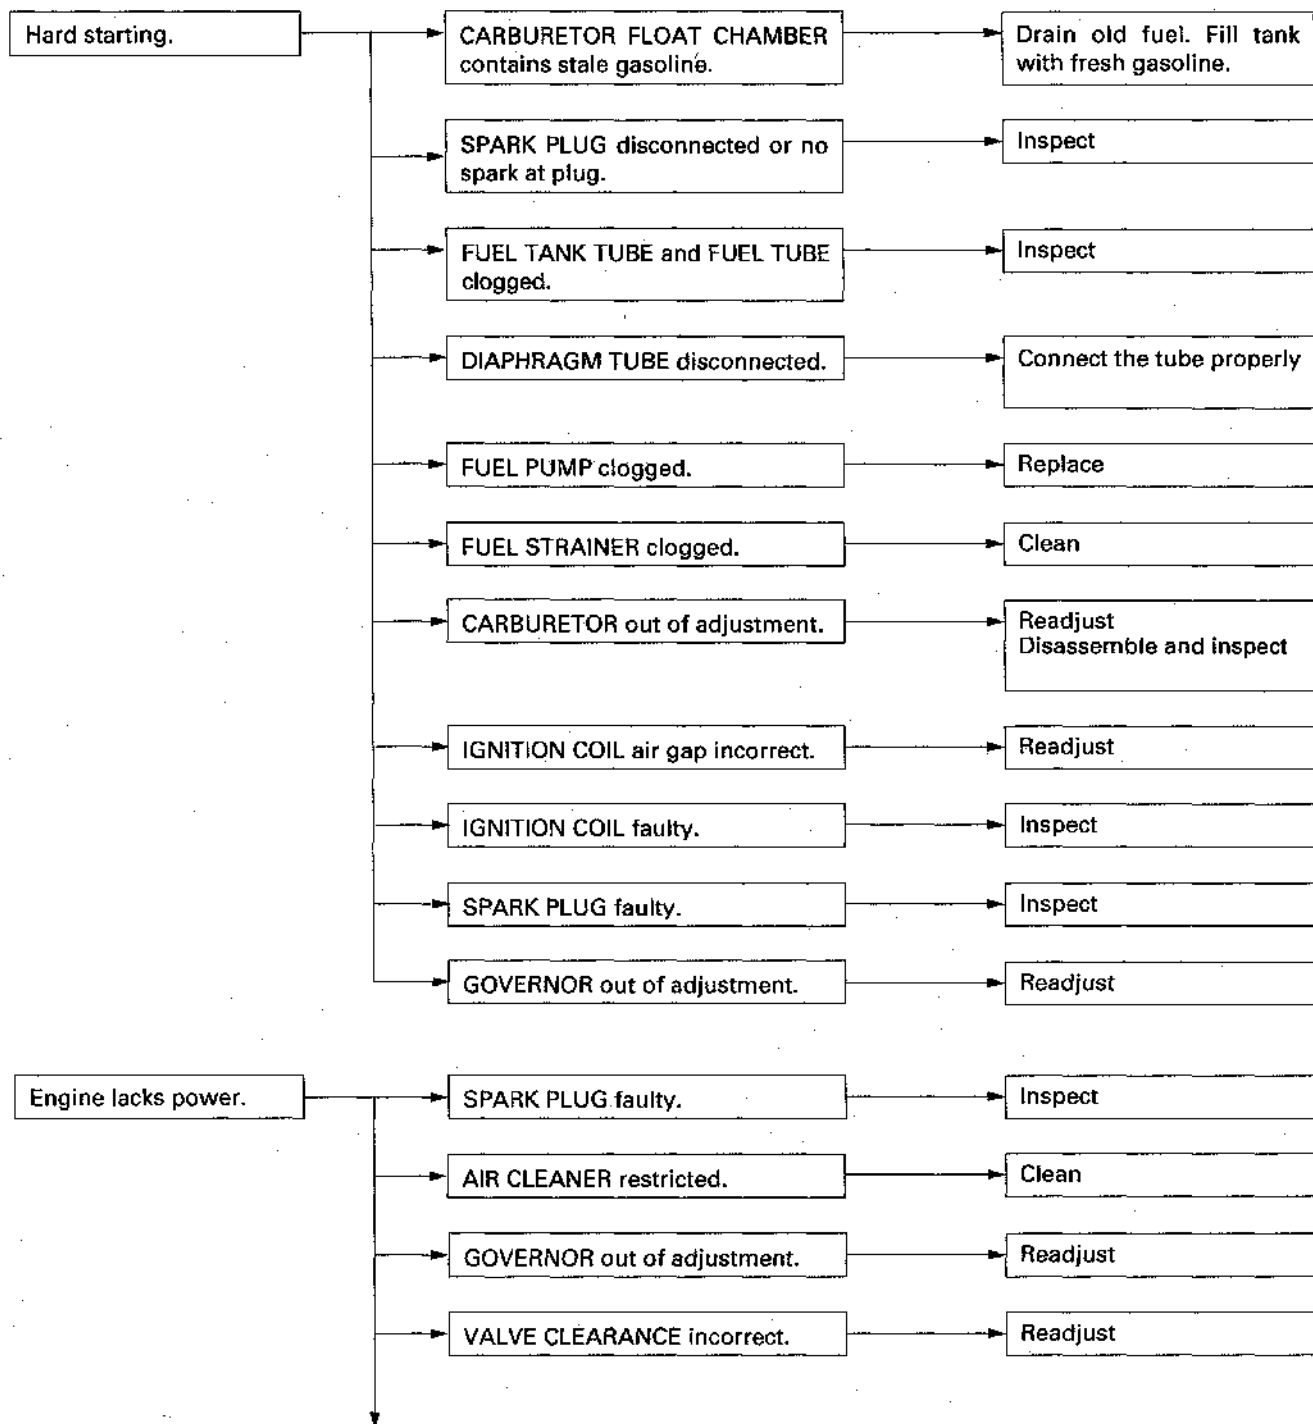 Hard starting.
CARBURETOR FLOAT CHAMBER
contains stale gasoline.
Drain old fuel. Fill tank
with fresh gasoline.
SPARK PLUG disconnected or no
spark at plug.
Inspect
FUEL TANK TUBE and FUEL TUBE
clogged.
Inspect
DIAPHRAGM TUBE disconnected.
Connect the tube properly
FUEL PUMP clogged.
Replace
FUEL STRAINER clogged.
Clean
CARBURETOR out of adjustment.
Readjust
Disassemble and inspect
IGNITION COIL air gap incorrect.
Readjust
IGNITION COIL faulty.
Inspect
SPARK PLUG faulty.
Inspect
GOVERNOR out of adjustment.
Readjust
Engine lacks power.
SPARK PLUG faulty.
Inspect
AIR CLEANER restricted.
Clean
GOVERNOR out of adjustment.
Readjust
VALVE CLEARANCE incorrect.
Readjust